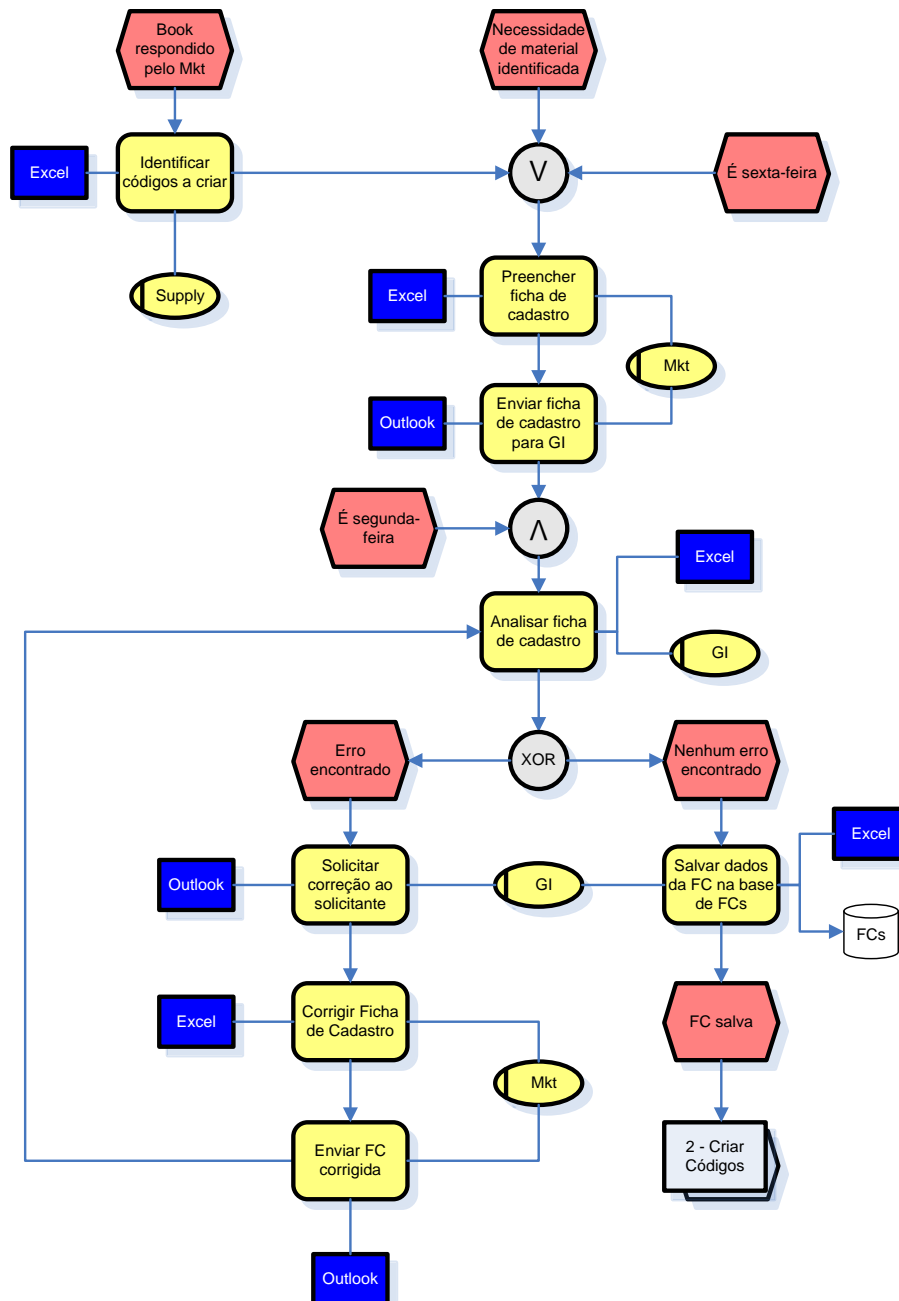 Book
respondido
pelo Mkt
Necessidade
de material
identificada
Excel
Identificar
códigos a criar
V
É sexta-feira
Supply
Excel
Preencher
ficha de
cadastro
Mkt
Outlook
Enviar ficha
de cadastro
para GI
É segunda-
feira
Λ
Excel
Analisar ficha
de cadastro
GI
Erro
encontrado
XOR
Nenhum erro
encontrado
Excel
Outlook
Solicitar
correção ao
solicitante
GI
Salvar dados
da FC na base
de FCs
FCs
Excel
Corrigir Ficha
de Cadastro
FC salva
Mkt
Enviar FC
corrigida
2 - Criar
Códigos
Outlook